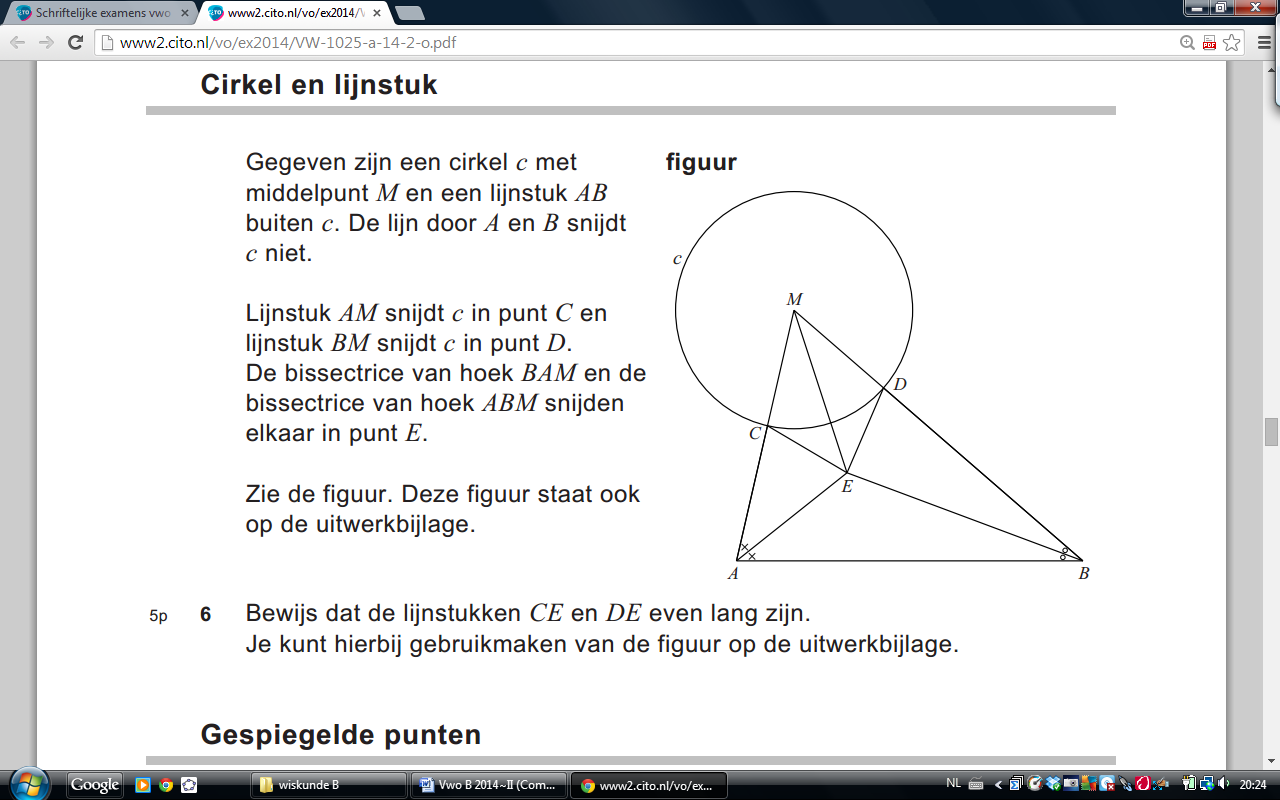 Schriftelijke examens vwo
www2.cito.nl/vo/ex2014/V
www2.cito.nl/vo/ex2014/VW-1025-a-14-2-o.pdf
Cirkel en lijnstuk
Gegeven zijn een cirkel c met
middelpunt M en een lijnstuk AB
buiten c. De lijn door A en B snijdt
c niet.
Lijnstuk AM snijdt c in punt C en
lijnstuk BM snijdt c in punt D.
De bissectrice van hoek BAM en de
bissectrice van hoek ABM snijden
elkaar in punt E.
Zie de figuur. Deze figuur staat ook
op de uitwerkbijlage.
figuur
c
M
D
C
E
A
B
5p 6 Bewijs dat de lijnstukken CE en DE even lang zijn.
Je kunt hierbij gebruikmaken van de figuur op de uitwerkbijlage.
Gespiegelde punten
Google
wiskunde B
Vwo B 2014~II (Com...
www2.cito.nl/vo/ex...
NL
20:24